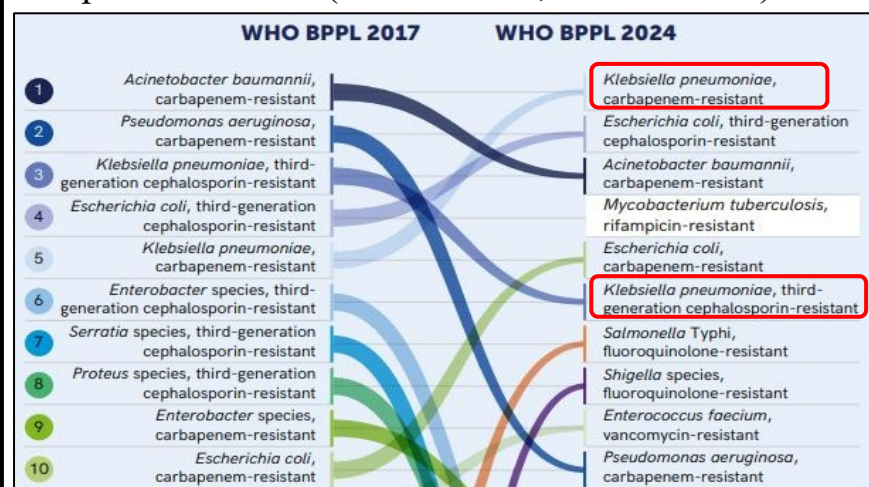 WHO BPPL 2017
WHO BPPL 2024
1
Acinetobacter baumannii,
carbapenem-resistant
2
Pseudomonas aeruginosa,
carbapenem-resistant
3
Klebsiella pneumoniae, third-
generation cephalosporin-resistant
4
Escherichia coli, third-generation
cephalosporin-resistant
5
Klebsiella pneumoniae,
carbapenem-resistant
6
Enterobacter species, third-
generation cephalosporin-resistant
7
Serratia species, third-generation
cephalosporin-resistant
8
Proteus species, third-generation
cephalosporin-resistant
9
Enterobacter species,
carbapenem-resistant
10
Escherichia coli,
carbapenem-resistant
Klebsiella pneumoniae,
carbapenem-resistant
Escherichia coli, third-generation
cephalosporin-resistant
Acinetobacter baumannii,
carbapenem-resistant
Mycobacterium tuberculosis,
rifampicin-resistant
Escherichia coli,
carbapenem-resistant
Klebsiella pneumoniae, third-
generation cephalosporin-resistant
Salmonella Typhi,
fluoroquinolone-resistant
Shigella species,
fluoroquinolone-resistant
Enterococcus faecium,
vancomycin-resistant
Pseudomonas aeruginosa,
carbapenem-resistant